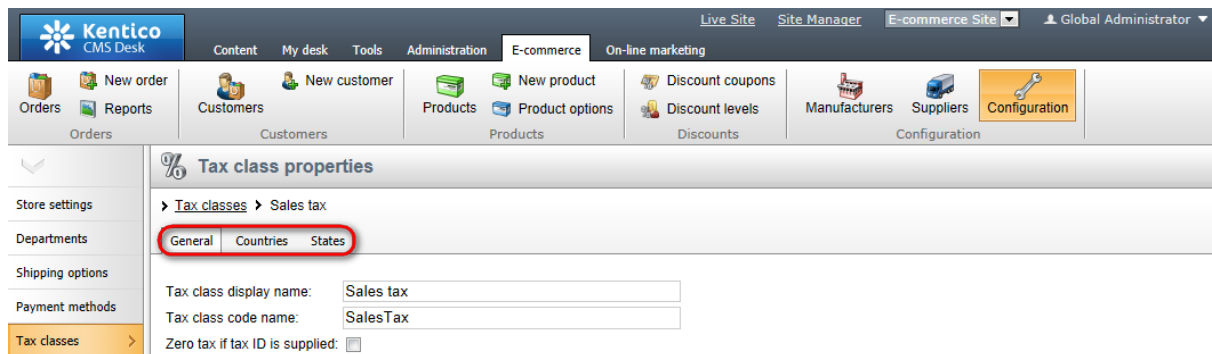 Live Site Site Manager E-commerce Site Global Administrator
Kentico
CMS Desk
Content My desk Tools Administration E-commerce On-line marketing
Orders New order Reports Customers New customer Products New product Product options Discount coupons Discount levels Manufacturers Suppliers Configuration
Orders Customers Products Discounts Configuration
% Tax class properties
Store settings
Departments
Shipping options
Payment methods
Tax classes >
> Tax classes > Sales tax
General Countries States
Tax class display name: Sales tax
Tax class code name: SalesTax
Zero tax if tax ID is supplied: